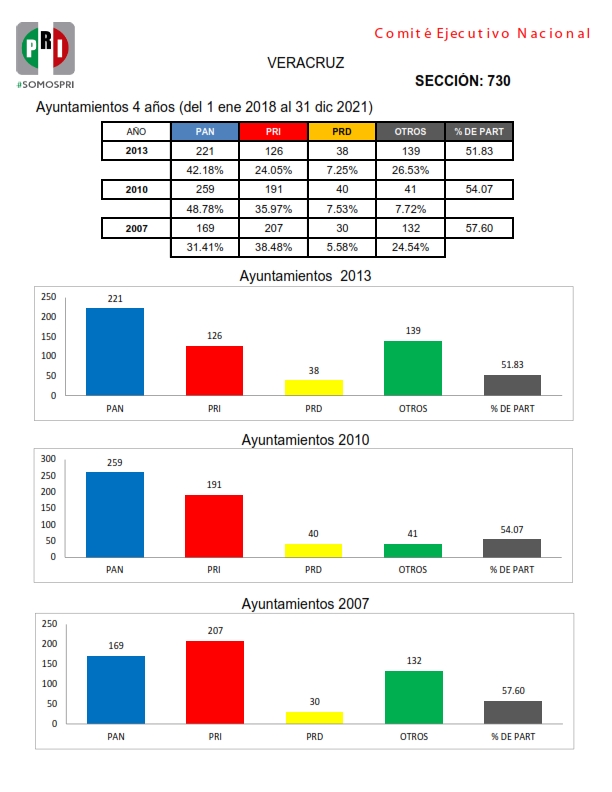 Comité Ejecutivo Nacional
PRI
#SOMOSPRI
VERACRUZ
SECCIÓN: 730
Ayuntamientos 4 años (del 1 ene 2018 al 31 dic 2021)
AÑO PAN PRI PRD OTROS % DE PART
2013 221 126 38 139 51.83
42.18% 24.05% 7.25% 26.53%
2010 259 191 40 41 54.07
48.78% 35.97% 7.53% 7.72%
2007 169 207 30 132 57.60
31.41% 38.48% 5.58% 24.54%
Ayuntamientos 2013
250
200
150
100
50
0
221 126 38 139 51.83
PAN PRI PRD OTROS % DE PART
Ayuntamientos 2010
300
250
200
150
100
50
0
259 191 40 41 54.07
PAN PRI PRD OTROS % DE PART
Ayuntamientos 2007
250
200
150
100
50
0
169 207 30 132 57.60
PAN PRI PRD OTROS % DE PART